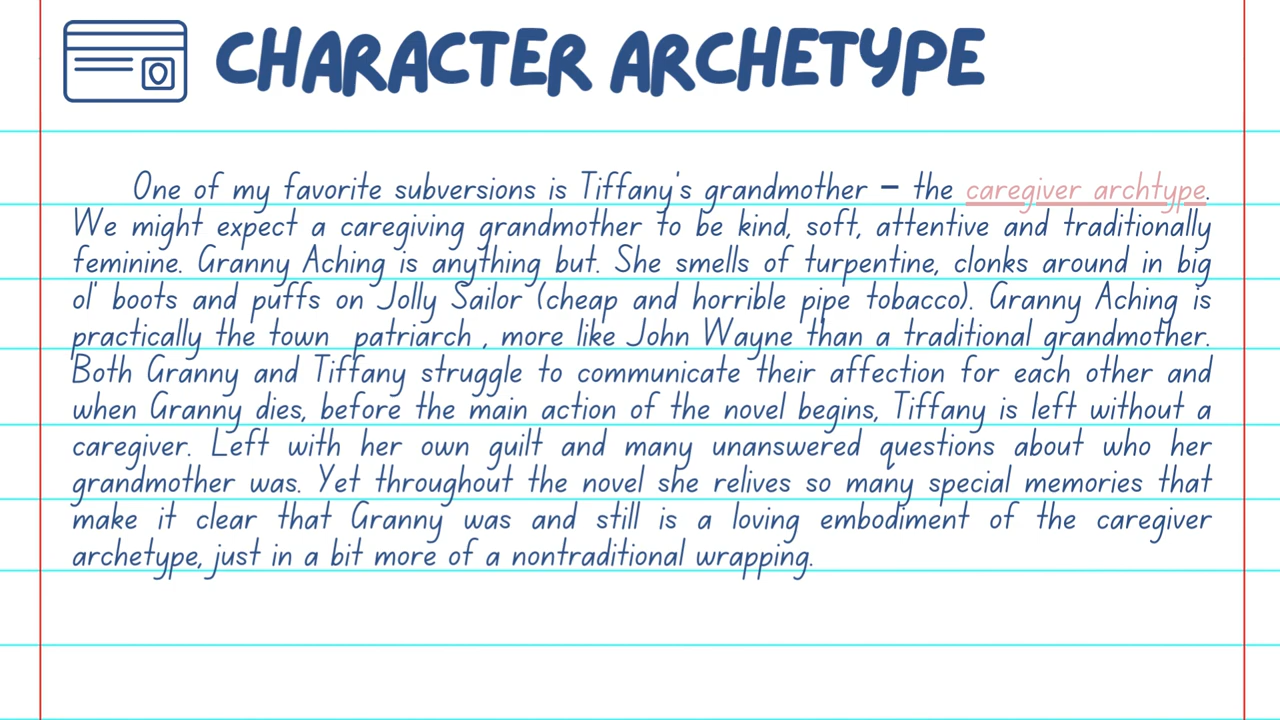 CHARACTER ARCHETYPE
One of my favorite subversions is Tiffany's grandmother – the caregiver archtype.
We might expect a caregiving grandmother to be kind, soft, attentive and traditionally
feminine. Granny Aching is anything but. She smells of turpentine, clonks around in big
ol' boots and puffs on Jolly Sailor (cheap and horrible pipe tobacco). Granny Aching is
practically the town patriarch , more like John Wayne than a traditional grandmother.
Both Granny and Tiffany struggle to communicate their affection for each other and
when Granny dies, before the main action of the novel begins, Tiffany is left without a
caregiver. Left with her own guilt and many unanswered questions about who her
grandmother was. Yet throughout the novel she relives so many special memories that
make it clear that Granny was and still is a loving embodiment of the caregiver
archetype, just in a bit more of a nontraditional wrapping.